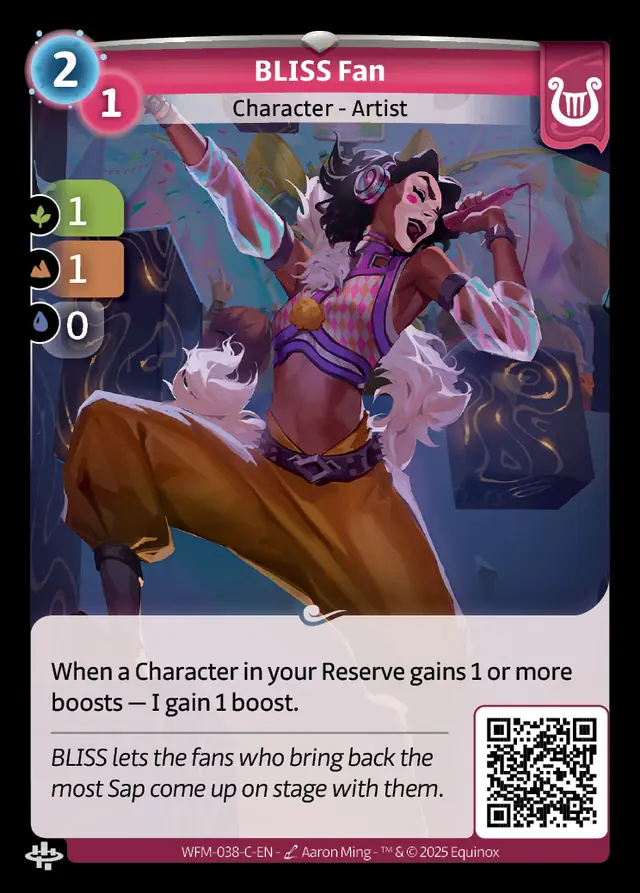 2
1
BLISS Fan
Character - Artist
1
1
0
When a Character in your Reserve gains 1 or more
boosts — I gain 1 boost.
BLISS lets the fans who bring back the
most Sap come up on stage with them.
WFM-038-C-EN - Aaron Ming - ™ & © 2025 Equinox